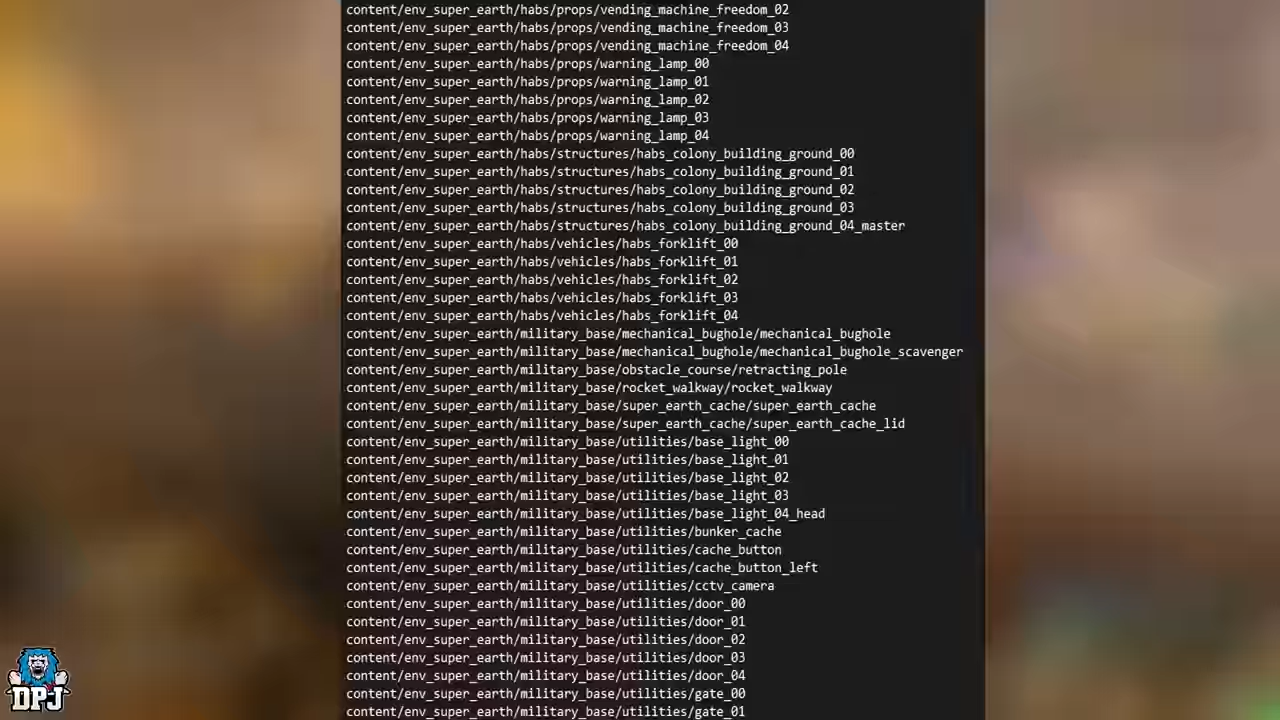 content/env_super_earth/habs/props/vending_machine_freedom_02
content/env_super_earth/habs/props/vending_machine_freedom_03
content/env_super_earth/habs/props/vending_machine_freedom_04
content/env_super_earth/habs/props/warning_lamp_00
content/env_super_earth/habs/props/warning_lamp_01
content/env_super_earth/habs/props/warning_lamp_02
content/env_super_earth/habs/props/warning_lamp_03
content/env_super_earth/habs/props/warning_lamp_04
content/env_super_earth/habs/structures/habs_colony_building_ground_00
content/env_super_earth/habs/structures/habs_colony_building_ground_01
content/env_super_earth/habs/structures/habs_colony_building_ground_02
content/env_super_earth/habs/structures/habs_colony_building_ground_03
content/env_super_earth/habs/structures/habs_colony_building_ground_04_master
content/env_super_earth/habs/vehicles/habs_forklift_00
content/env_super_earth/habs/vehicles/habs_forklift_01
content/env_super_earth/habs/vehicles/habs_forklift_02
content/env_super_earth/habs/vehicles/habs_forklift_03
content/env_super_earth/habs/vehicles/habs_forklift_04
content/env_super_earth/military_base/mechanical_bughole/mechanical_bughole
content/env_super_earth/military_base/mechanical_bughole/mechanical_bughole_scavenger
content/env_super_earth/military_base/obstacle_course/retracting_pole
content/env_super_earth/military_base/rocket_walkway/rocket_walkway
content/env_super_earth/military_base/super_earth_cache/super_earth_cache
content/env_super_earth/military_base/super_earth_cache/super_earth_cache_lid
content/env_super_earth/military_base/utilities/base_light_00
content/env_super_earth/military_base/utilities/base_light_01
content/env_super_earth/military_base/utilities/base_light_02
content/env_super_earth/military_base/utilities/base_light_03
content/env_super_earth/military_base/utilities/base_light_04_head
content/env_super_earth/military_base/utilities/bunker_cache
content/env_super_earth/military_base/utilities/cache_button
content/env_super_earth/military_base/utilities/cache_button_left
content/env_super_earth/military_base/utilities/cctv_camera
content/env_super_earth/military_base/utilities/door_00
content/env_super_earth/military_base/utilities/door_01
content/env_super_earth/military_base/utilities/door_02
content/env_super_earth/military_base/utilities/door_03
content/env_super_earth/military_base/utilities/door_04
content/env_super_earth/military_base/utilities/gate_00
content/env_super_earth/military_base/utilities/gate_01
DPJ